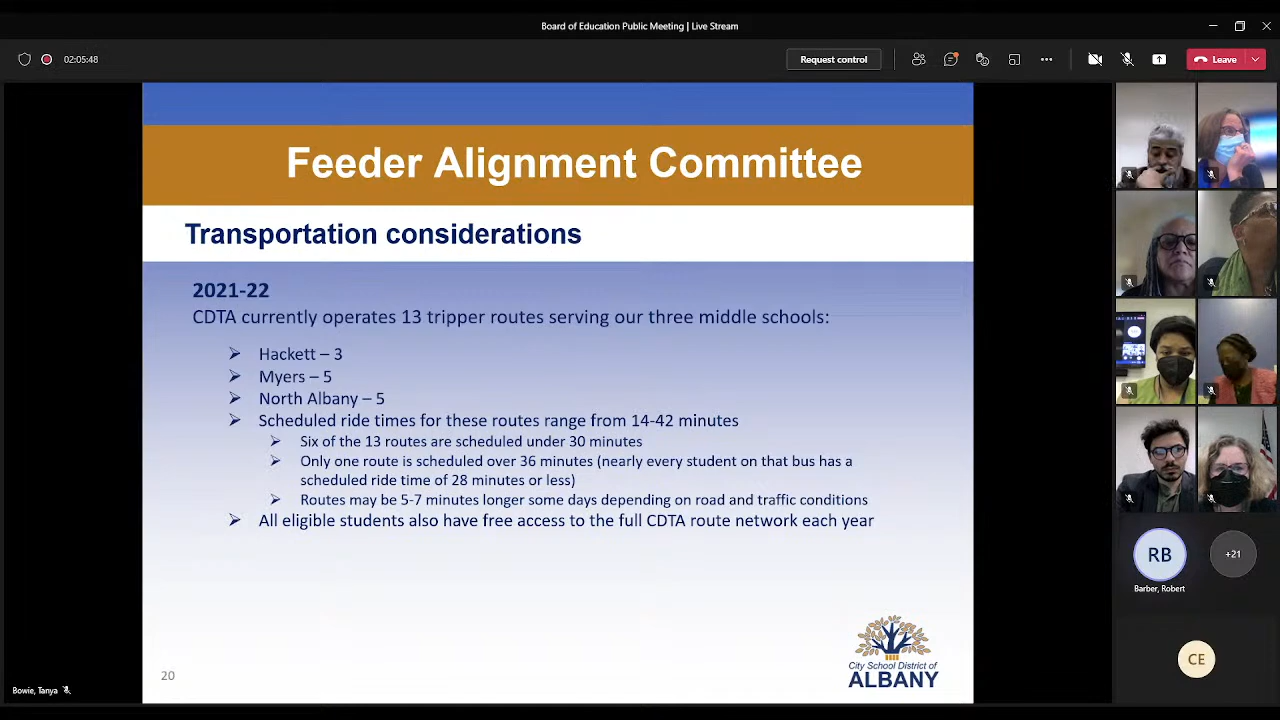 Board of Education Public Meeting | Live Stream
02:05:48
Request control
Leave
Feeder Alignment Committee
Transportation considerations
2021-22
CDTA currently operates 13 tripper routes serving our three middle schools:
Hackett – 3
Myers – 5
North Albany – 5
Scheduled ride times for these routes range from 14-42 minutes
Six of the 13 routes are scheduled under 30 minutes
Only one route is scheduled over 36 minutes (nearly every student on that bus has a
scheduled ride time of 28 minutes or less)
Routes may be 5-7 minutes longer some days depending on road and traffic conditions
All eligible students also have free access to the full CDTA route network each year
20
City School District of
ALBANY
Bowie, Tanya
RB
+21
Barber, Robert
CE